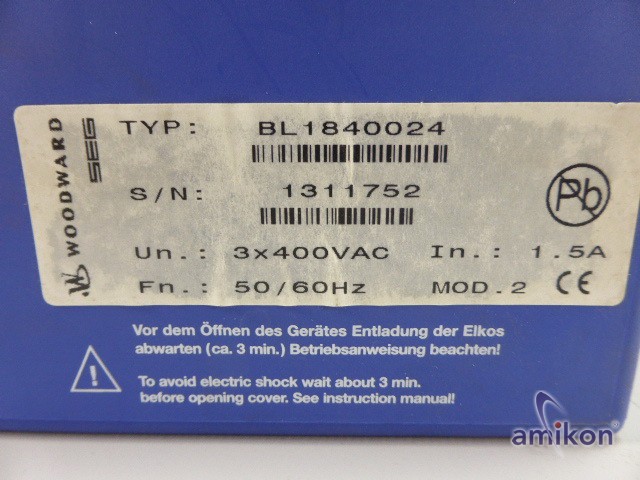 WOODWARD
SEG
TYP: BL1840024
S/N: 1311752
Pb
Un.: 3x400VAC In.: 1.5A
Fn.: 50/60Hz MOD.2 CE
Vor dem Öffnen des Gerätes Entladung der Elkos
abwarten (ca. 3 min.) Betriebsanweisung beachten!
To avoid electric shock wait about 3 min.
before opening cover. See instruction manual!
amikon